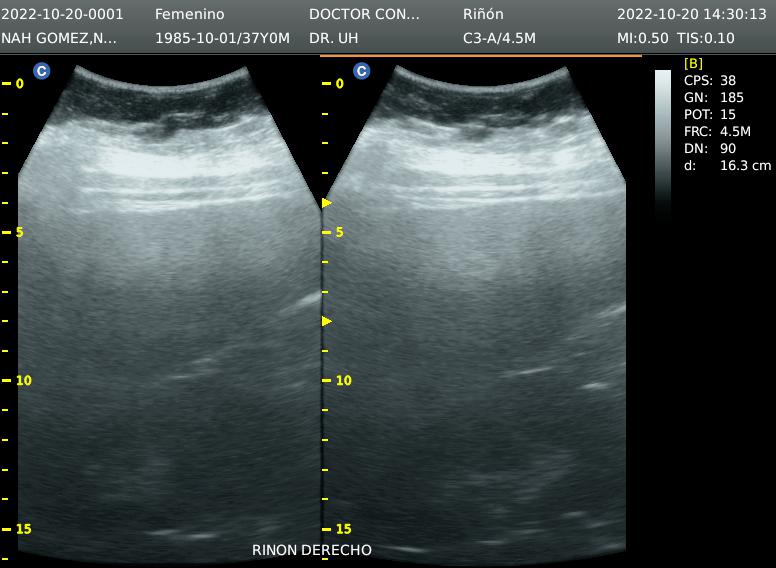 2022-10-20-0001 Femenino DOCTOR CON... Riñón 2022-10-20 14:30:13
NAH GOMEZ,N... 1985-10-01/37Y0M DR. UH C3-A/4.5M MI:0.50 TIS:0.10
C C [B]
0 0 CPS: 38
GN: 185
POT: 15
FRC: 4.5M
DN: 90
d: 16.3 cm
5 5
10 10
15 15
RINON DERECHO